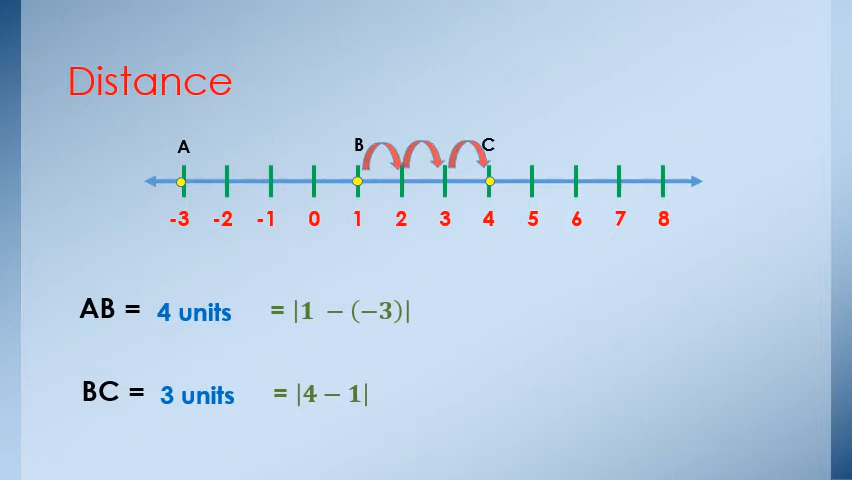 Distance
A B C
-3 -2 -1 0 1 2 3 4 5 6 7 8
AB = 4 units = |1 − (−3)|
BC = 3 units = |4 − 1|